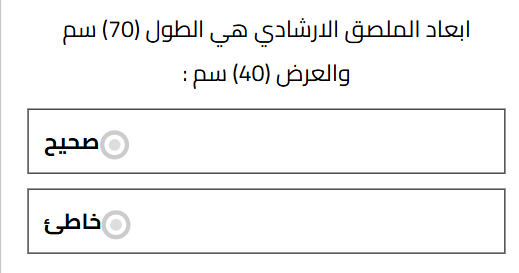 ابعاد الملصق الارشادي هي الطول (70) سم
والعرض (40) سم :
صحيح
خاطئ